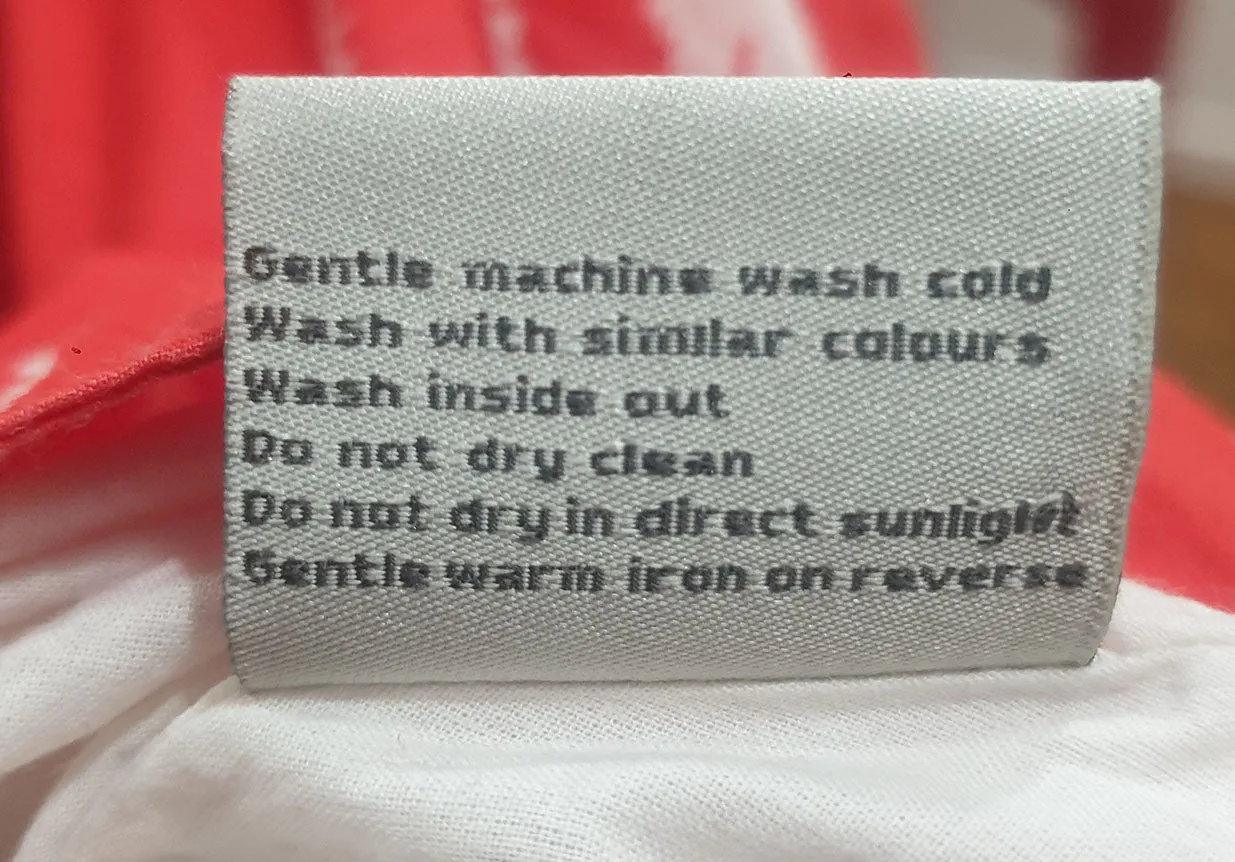 Gentle machine wash cold
Wash with similar colours
Wash inside out
Do not dry clean
Do not dry in direct sunlight
Gentle warm iron on reverse